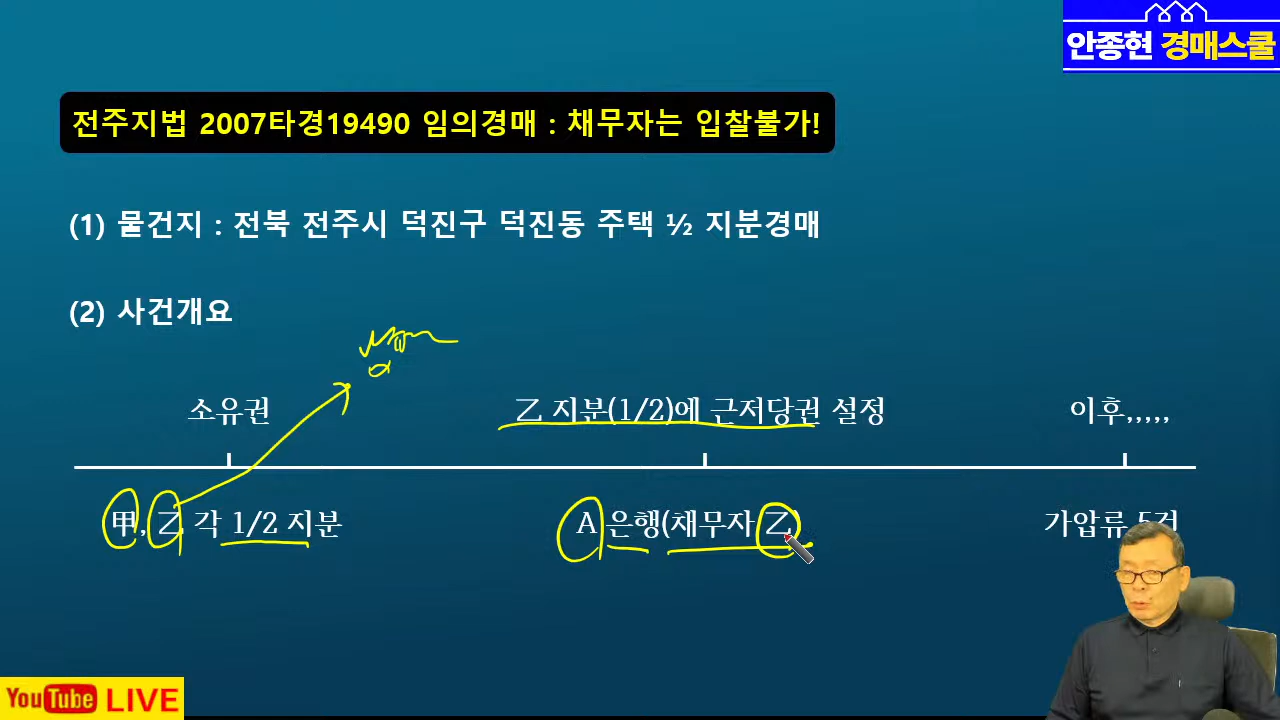 안종현 경매스쿨
전주지법 2007타경19490 임의경매 : 채무자는 입찰불가!
(1) 물건지 : 전북 전주시 덕진구 덕진동 주택 ½ 지분경매
(2) 사건개요
소유권
乙 지분(1/2)에 근저당권 설정
이후,,,,,
甲, 乙 각 1/2 지분
A 은행(채무자 乙)
가압류 5건
YouTube LIVE